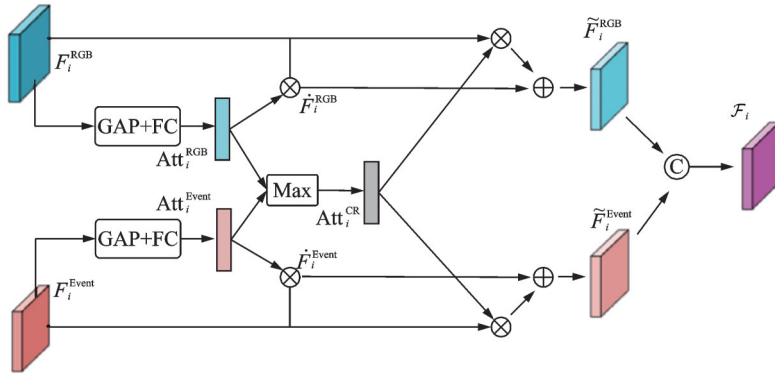 F_i^RGB
GAP+FC
Att_i^RGB
Ḟ_i^RGB
F̃_i^RGB
Max
Att_i^CR
C
ℱ_i
Att_i^Event
GAP+FC
Ḟ_i^Event
F̃_i^Event
F_i^Event